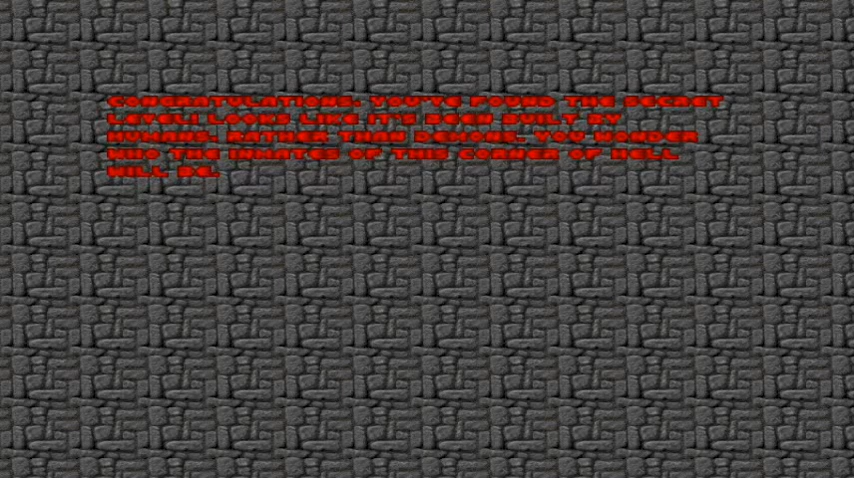 CONGRATULATIONS, YOU'VE FOUND THE SECRET
LEVEL! LOOKS LIKE IT'S BEEN BUILT BY
HUMANS, RATHER THAN DEMONS. YOU WONDER
WHO THE INMATES OF THIS CORNER OF HELL
WILL BE.